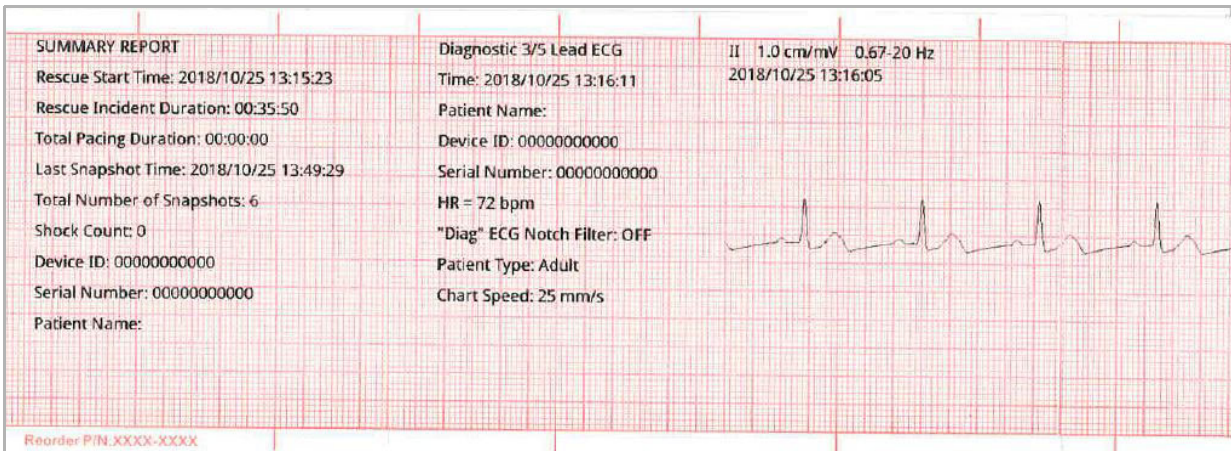 SUMMARY REPORT
Rescue Start Time: 2018/10/25 13:15:23
Rescue Incident Duration: 00:35:50
Total Pacing Duration: 00:00:00
Last Snapshot Time: 2018/10/25 13:49:29
Total Number of Snapshots: 6
Shock Count: 0
Device ID: 00000000000
Serial Number: 00000000000
Patient Name:
Diagnostic 3/5 Lead ECG
Time: 2018/10/25 13:16:11
Patient Name:
Device ID: 00000000000
Serial Number: 00000000000
HR = 72 bpm
"Diag" ECG Notch Filter: OFF
Patient Type: Adult
Chart Speed: 25 mm/s
II 1.0 cm/mV 0.67-20 Hz
2018/10/25 13:16:05
Reorder P/N XXXX-XXXX